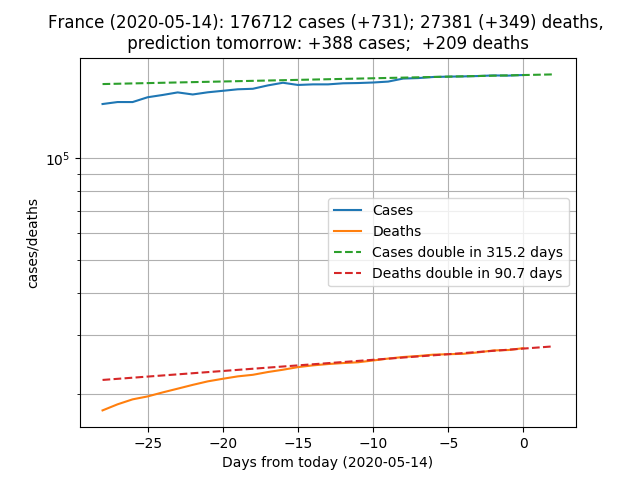 France (2020-05-14): 176712 cases (+731); 27381 (+349) deaths,
prediction tomorrow: +388 cases;  +209 deaths
10^5
cases/deaths
Cases
Deaths
Cases double in 315.2 days
Deaths double in 90.7 days
−25 −20 −15 −10 −5 0
Days from today (2020-05-14)